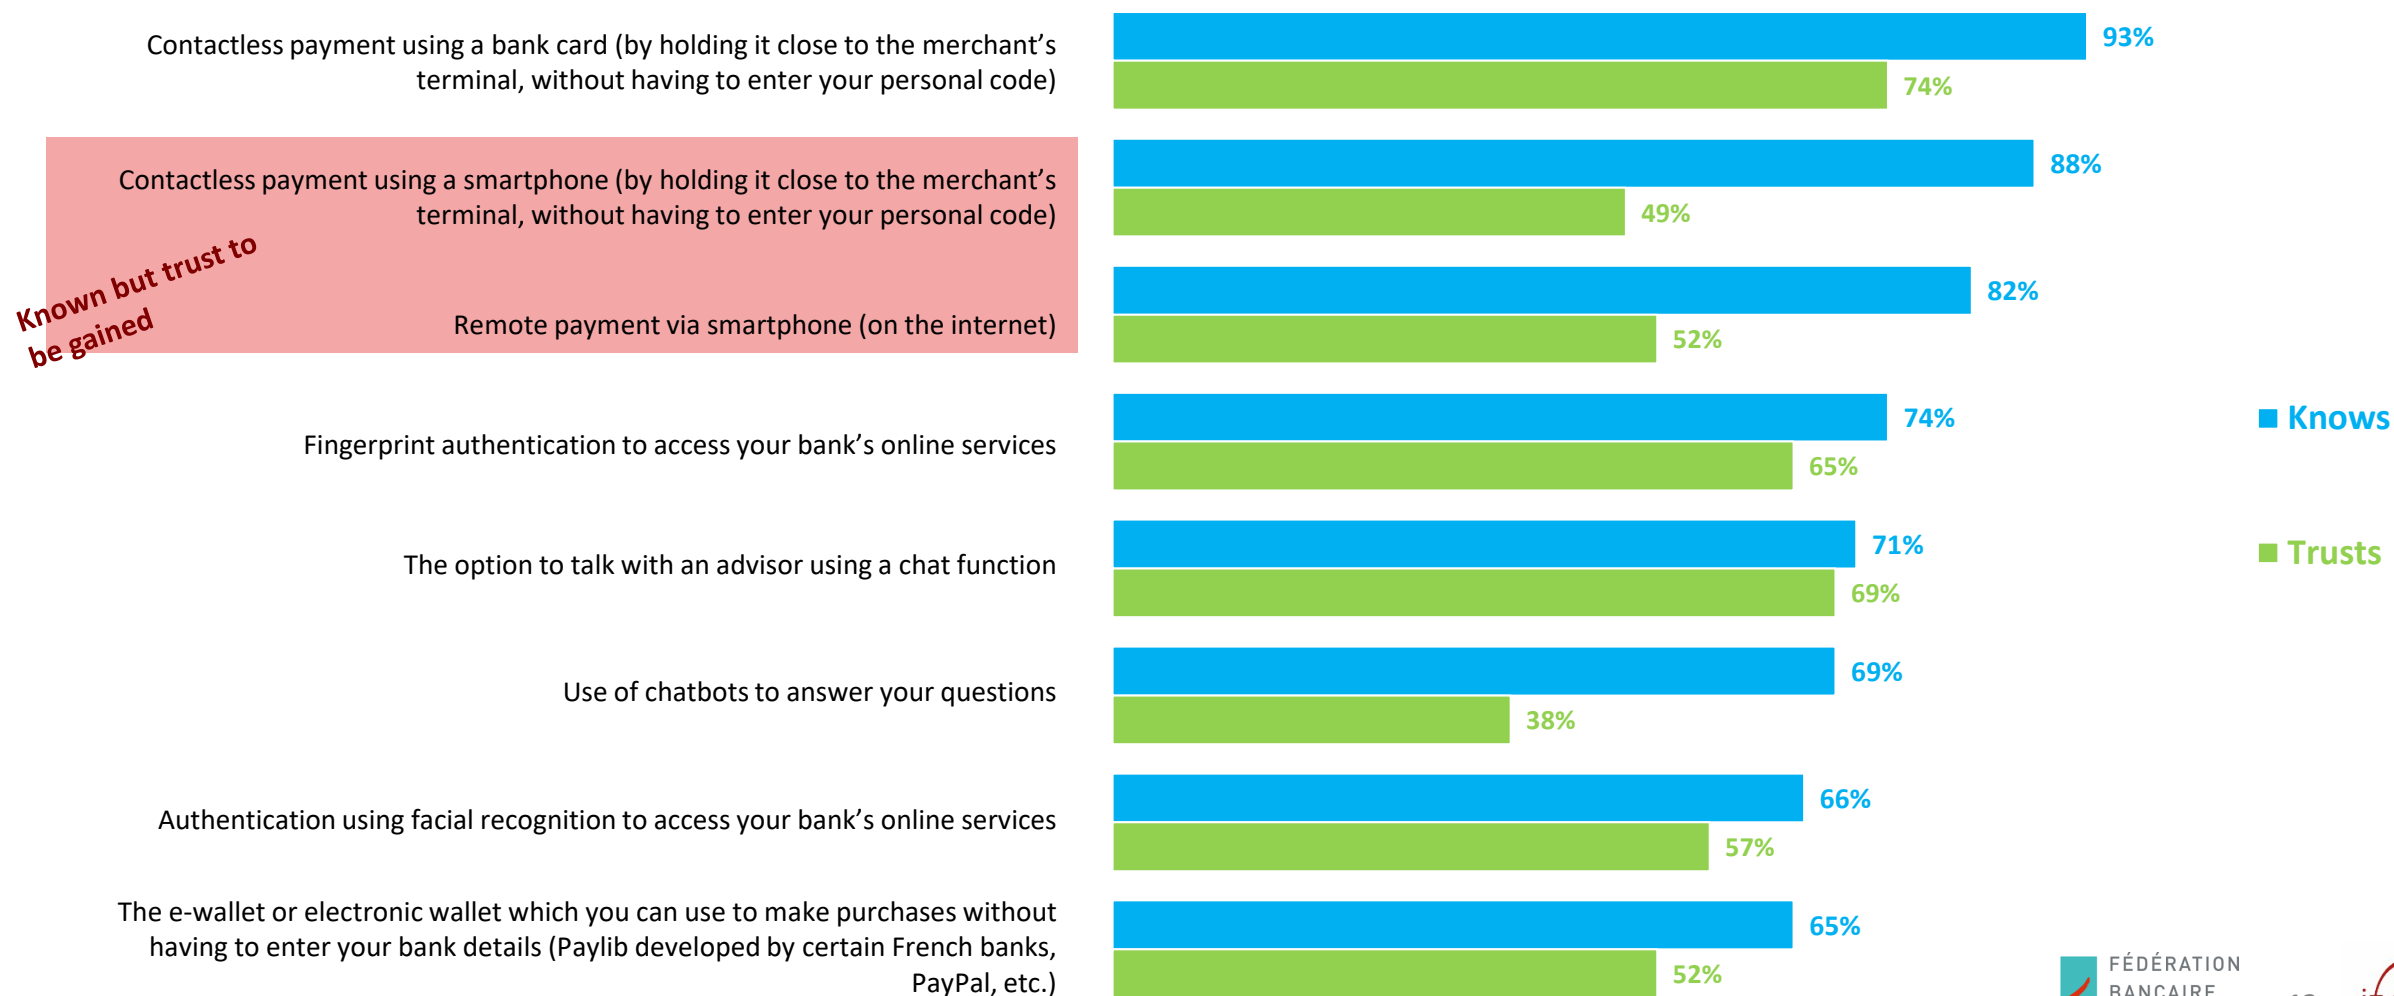 Contactless payment using a bank card (by holding it close to the merchant's
terminal, without having to enter your personal code)
93%
74%
Contactless payment using a smartphone (by holding it close to the merchant's
terminal, without having to enter your personal code)
88%
49%
Known but trust to
be gained
Remote payment via smartphone (on the internet)
82%
52%
Fingerprint authentication to access your bank's online services
74%
65%
Knows
The option to talk with an advisor using a chat function
71%
69%
Trusts
Use of chatbots to answer your questions
69%
38%
Authentication using facial recognition to access your bank's online services
66%
57%
The e-wallet or electronic wallet which you can use to make purchases without
having to enter your bank details (Paylib developed by certain French banks,
PayPal, etc.)
65%
52%
FÉDÉRATION
BANCAIRE